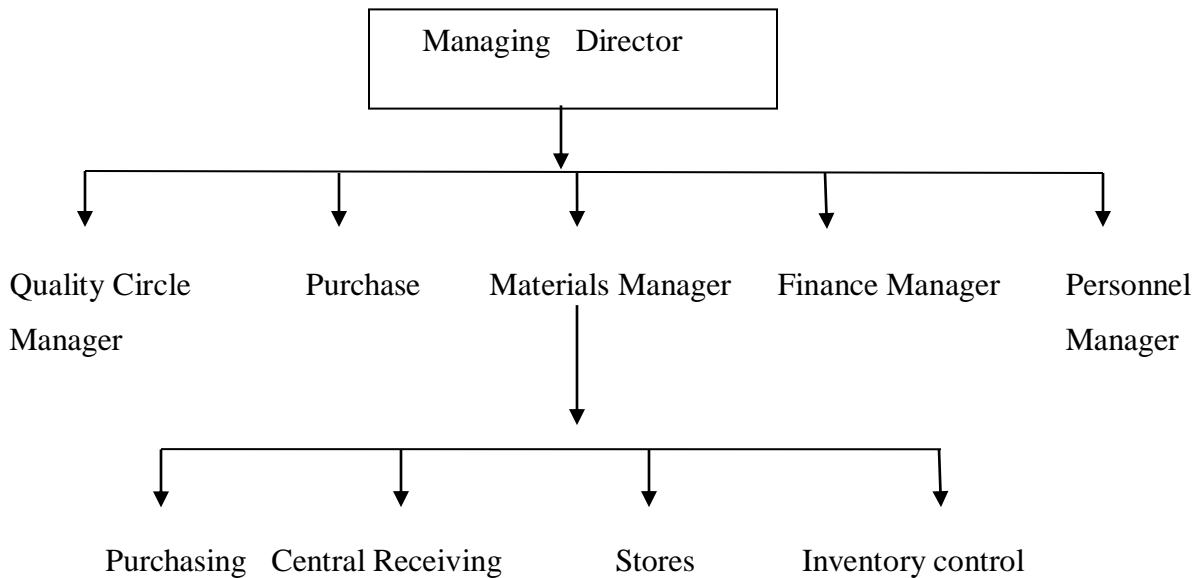 Managing Director
Quality Circle Purchase Materials Manager Finance Manager Personnel
Manager Manager
Purchasing Central Receiving Stores Inventory control